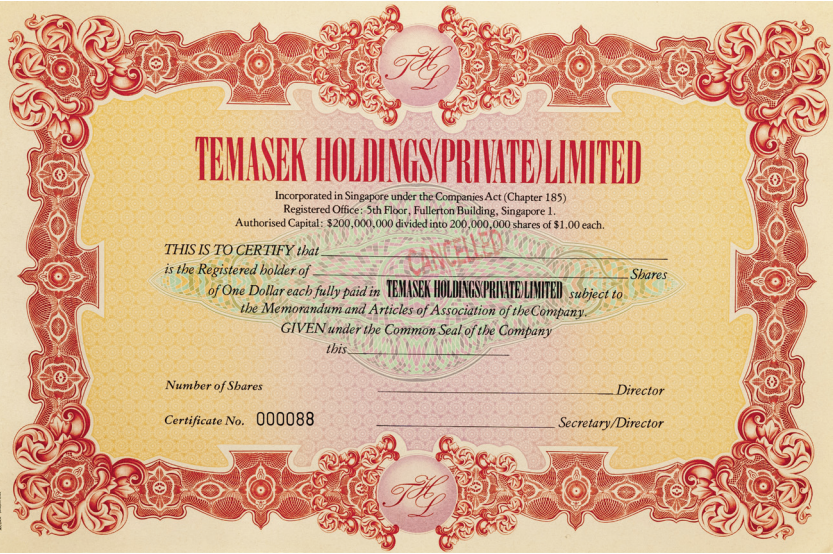 THL
TEMASEK HOLDINGS(PRIVATE)LIMITED
Incorporated in Singapore under the Companies Act (Chapter 185)
Registered Office: 5th Floor, Fullerton Building, Singapore 1.
Authorised Capital: $200,000,000 divided into 200,000,000 shares of $1.00 each.
CANCELLED
THIS IS TO CERTIFY that
is the Registered holder of Shares
of One Dollar each fully paid in TEMASEK HOLDINGS(PRIVATE)LIMITED subject to
the Memorandum and Articles of Association of the Company.
GIVEN under the Common Seal of the Company
this
Number of Shares Director
Certificate No. 000088 Secretary/Director
THL